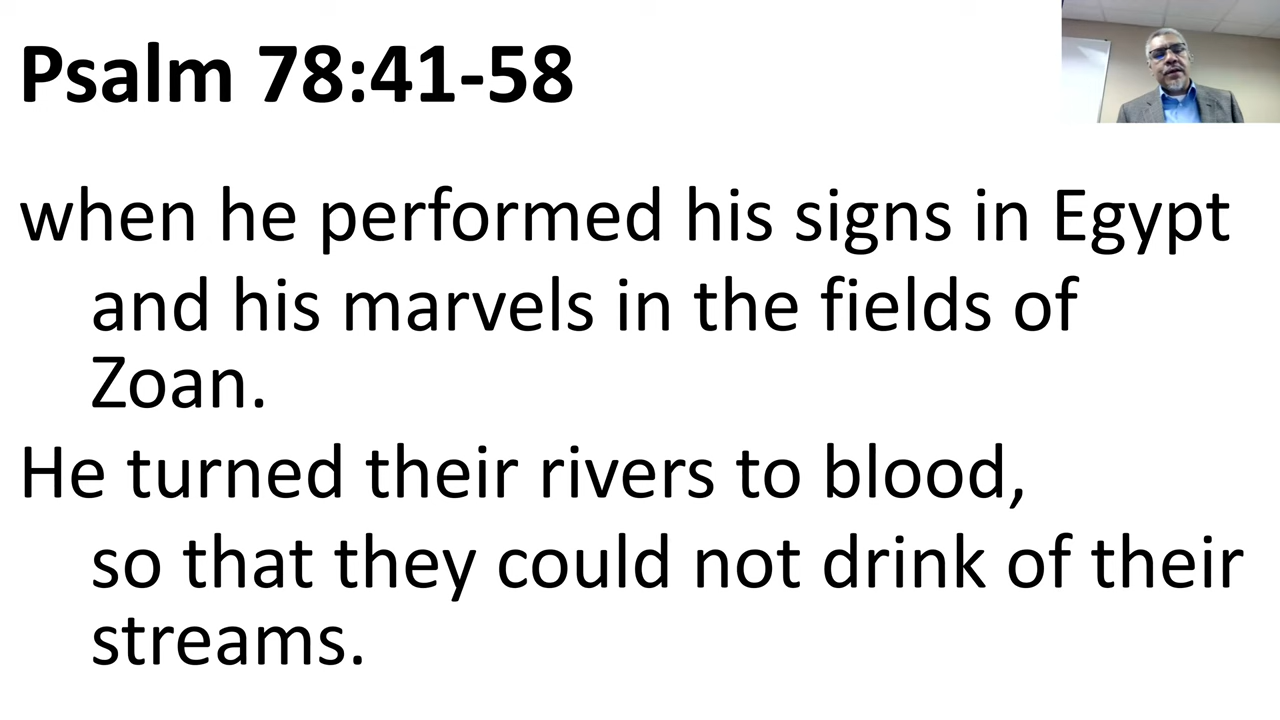 Psalm 78:41-58
when he performed his signs in Egypt
and his marvels in the fields of
Zoan.
He turned their rivers to blood,
so that they could not drink of their
streams.